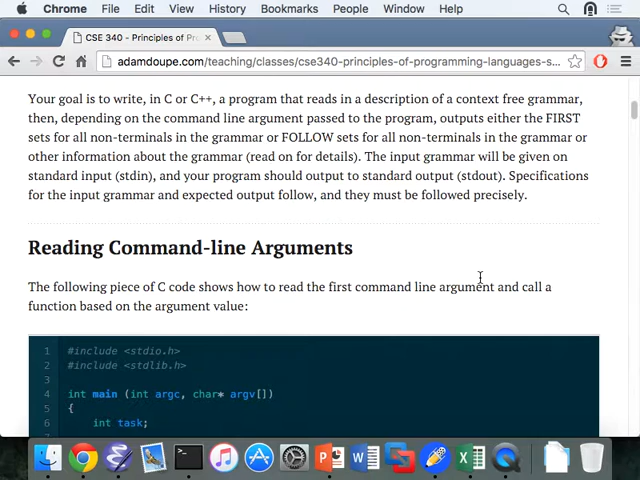 Chrome File Edit View History Bookmarks People Window Help
CSE 340 - Principles of Pro
adamdoupe.com/teaching/classes/cse340-principles-of-programming-languages-s...
Your goal is to write, in C or C++, a program that reads in a description of a context free grammar,
then, depending on the command line argument passed to the program, outputs either the FIRST
sets for all non-terminals in the grammar or FOLLOW sets for all non-terminals in the grammar or
other information about the grammar (read on for details). The input grammar will be given on
standard input (stdin), and your program should output to standard output (stdout). Specifications
for the input grammar and expected output follow, and they must be followed precisely.
Reading Command-line Arguments
The following piece of C code shows how to read the first command line argument and call a
function based on the argument value:
1 #include <stdio.h>
2 #include <stdlib.h>
3
4 int main (int argc, char* argv[])
5 {
6 int task;